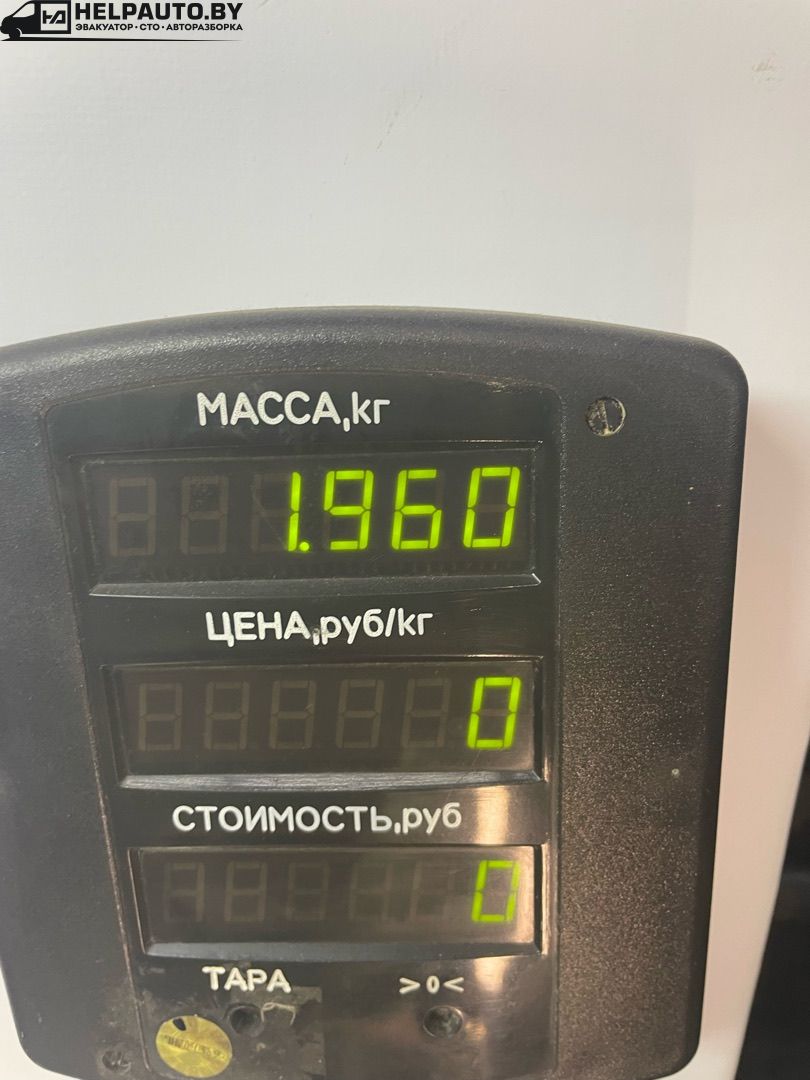 HELPAUTO.BY
ЭВАКУАТОР•СТО•АВТОРАЗБОРКА
МАССА,кг
1.960
ЦЕНА,руб/кг
0
СТОИМОСТЬ,руб
0
ТАРА >0<